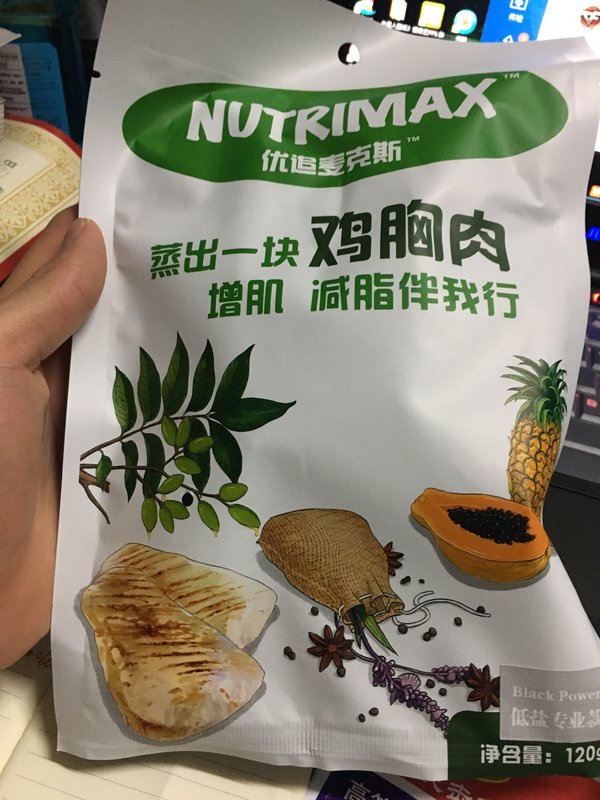 NUTRIMAX™
优追麦克斯™
蒸出一块 鸡胸肉
增肌 减脂伴我行
Black Power
低盐专业款
净含量: 120g